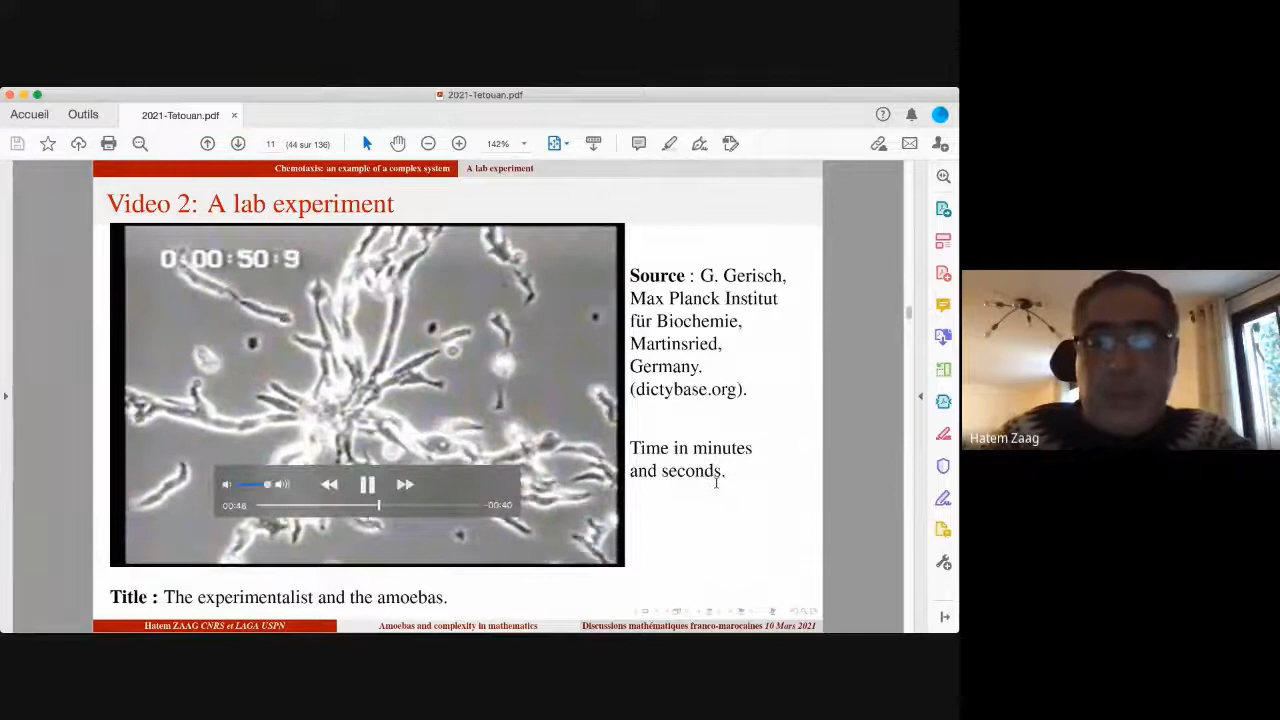 2021-Tetouan.pdf
Accueil
Outils
2021-Tetouan.pdf
11
(44 sur 136)
142%
Chemotaxis: an example of a complex system
A lab experiment
Video 2: A lab experiment
0:00:50:9
Source : G. Gerisch,
Max Planck Institut
für Biochemie,
Martinsried,
Germany.
(dictybase.org).
Time in minutes
and seconds.
00:48
-00:40
Title : The experimentalist and the amoebas.
Hatem ZAAG CNRS et LAGA USPN
Amoebas and complexity in mathematics
Discussions mathématiques franco-marocaines 10 Mars 2021
Hatem Zaag